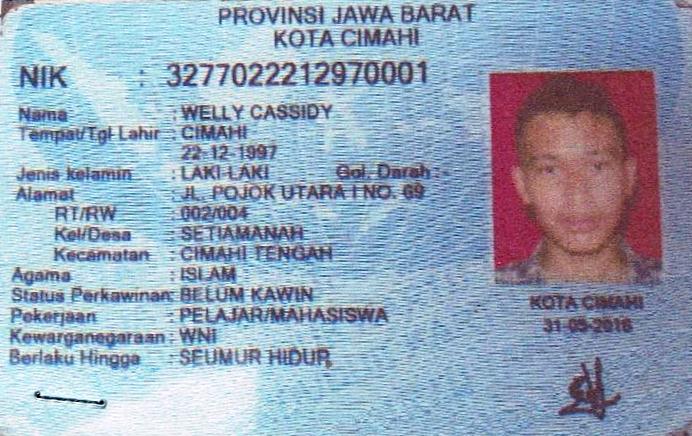 PROVINSI JAWA BARAT
KOTA CIMAHI
NIK : 3277022212970001
Nama : WELLY CASSIDY
Tempat/Tgl Lahir : CIMAHI
22-12-1997
Jenis kelamin : LAKI-LAKI Gol. Darah : -
Alamat : JL. POJOK UTARA I NO. 69
RT/RW : 002/004
Kel/Desa : SETIAMANAH
Kecamatan : CIMAHI TENGAH
Agama : ISLAM
Status Perkawinan: BELUM KAWIN
Pekerjaan : PELAJAR/MAHASISWA
Kewarganegaraan : WNI
Berlaku Hingga : SEUMUR HIDUP
KOTA CIMAHI
31-05-2016